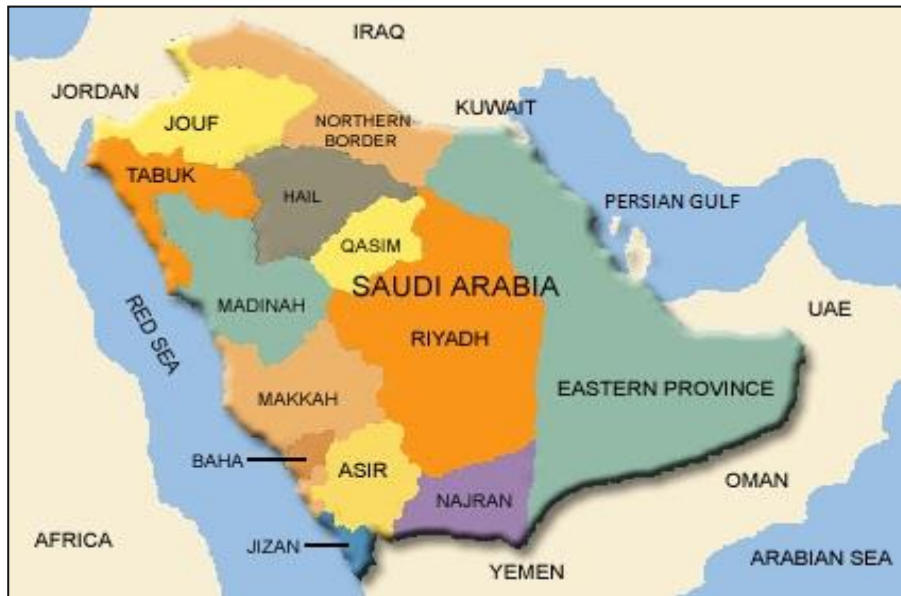 IRAQ
JORDAN
KUWAIT
JOUF
NORTHERN
BORDER
TABUK
HAIL
PERSIAN GULF
QASIM
SAUDI ARABIA
MADINAH
RED SEA
UAE
RIYADH
EASTERN PROVINCE
MAKKAH
BAHA
ASIR
OMAN
NAJRAN
AFRICA
JIZAN
YEMEN
ARABIAN SEA